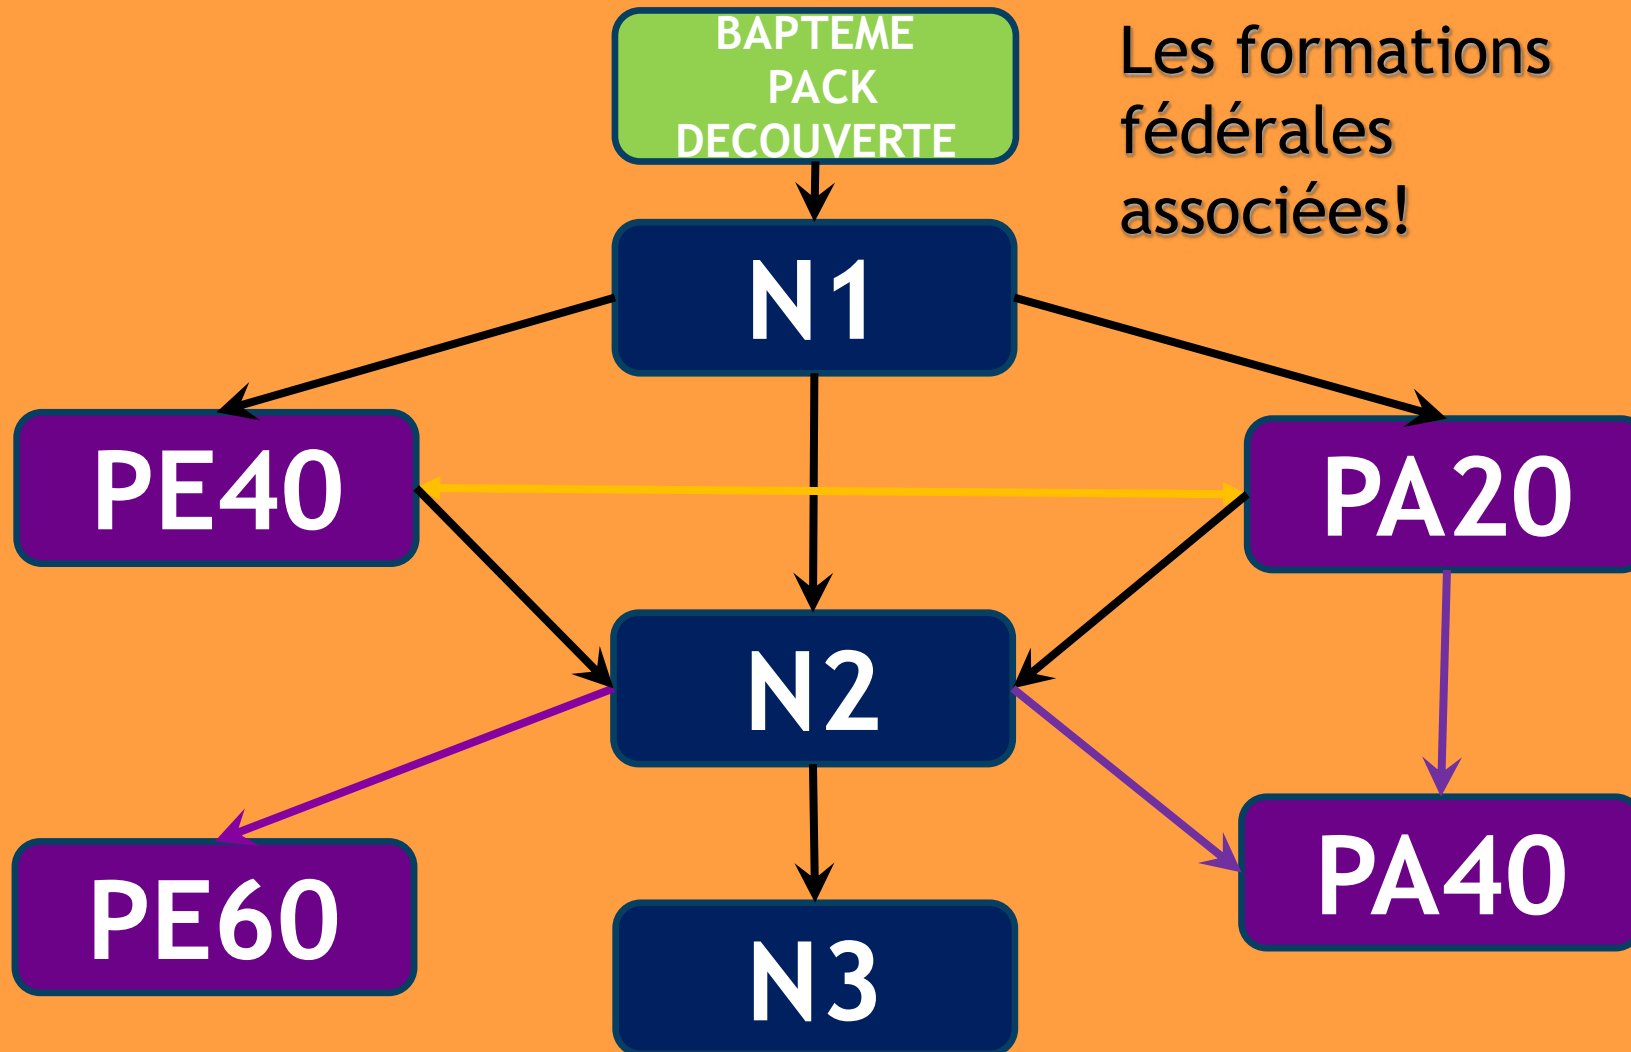 BAPTEME
PACK
DECOUVERTE
Les formations
fédérales
associées!
N1
PE40
PA20
N2
PE60
PA40
N3